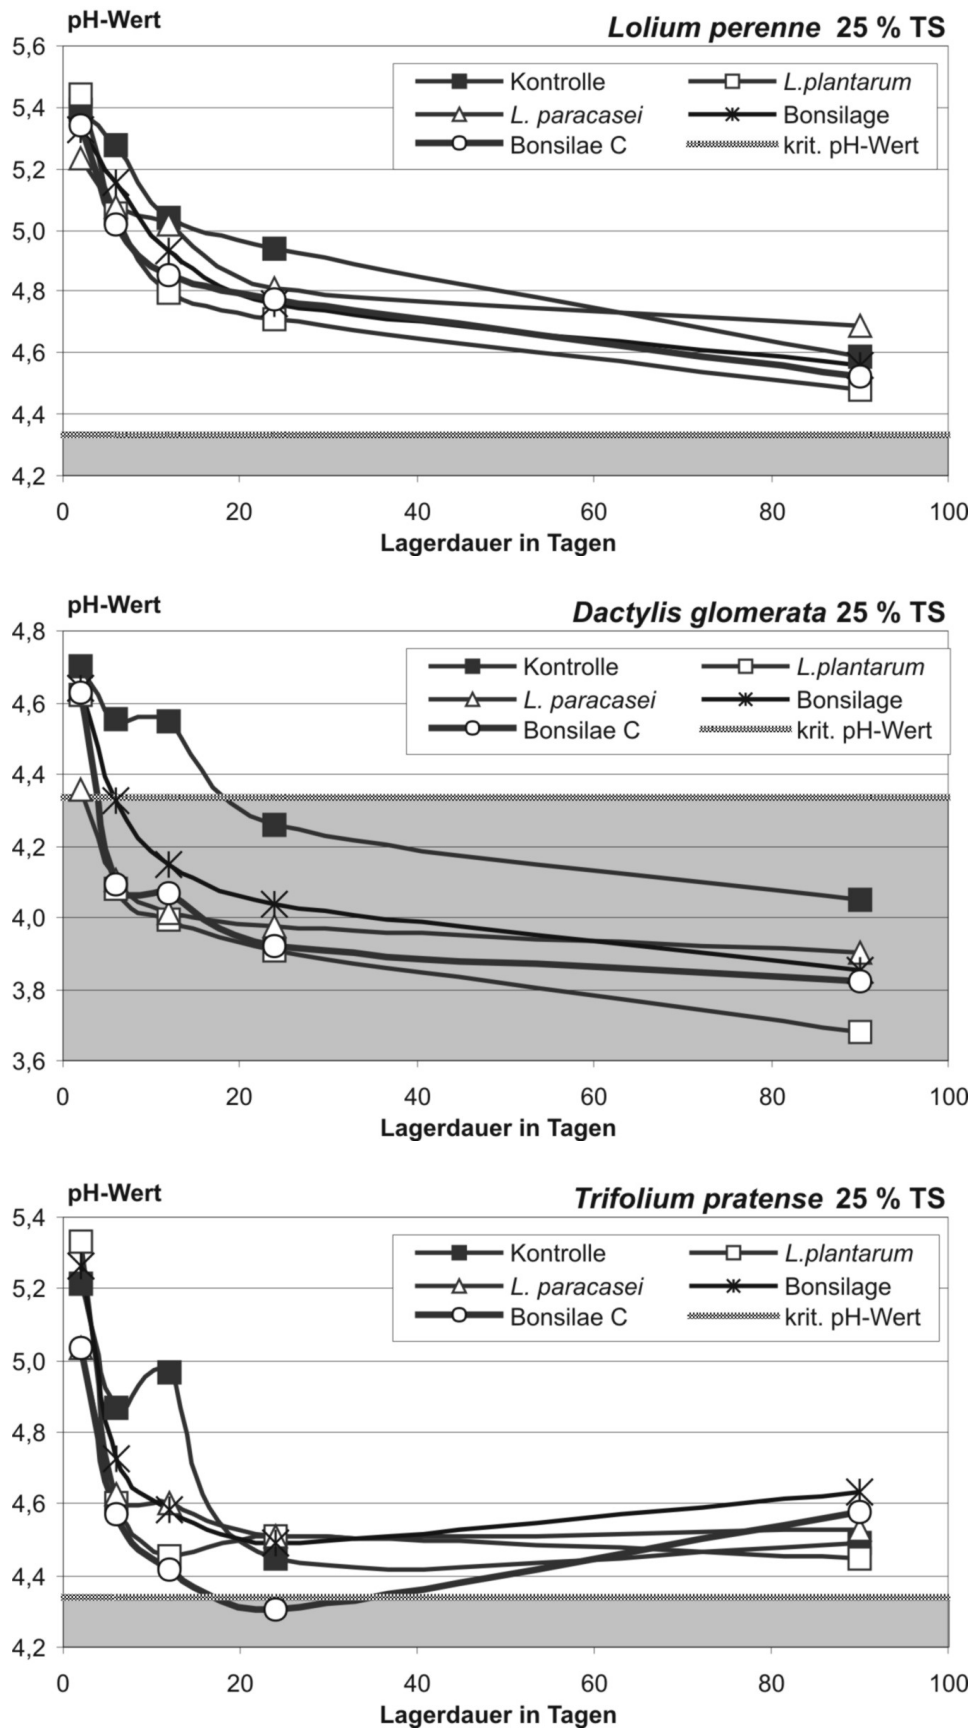 pH-Wert
Lolium perenne 25 % TS
5,6
5,4
5,2
5,0
4,8
4,6
4,4
4,2
Kontrolle
L.plantarum
L. paracasei
Bonsilage
Bonsilae C
krit. pH-Wert
0 20 40 60 80 100
Lagerdauer in Tagen
pH-Wert
Dactylis glomerata 25 % TS
4,8
4,6
4,4
4,2
4,0
3,8
3,6
Kontrolle
L.plantarum
L. paracasei
Bonsilage
Bonsilae C
krit. pH-Wert
0 20 40 60 80 100
Lagerdauer in Tagen
pH-Wert
Trifolium pratense 25 % TS
5,4
5,2
5,0
4,8
4,6
4,4
4,2
Kontrolle
L.plantarum
L. paracasei
Bonsilage
Bonsilae C
krit. pH-Wert
0 20 40 60 80 100
Lagerdauer in Tagen